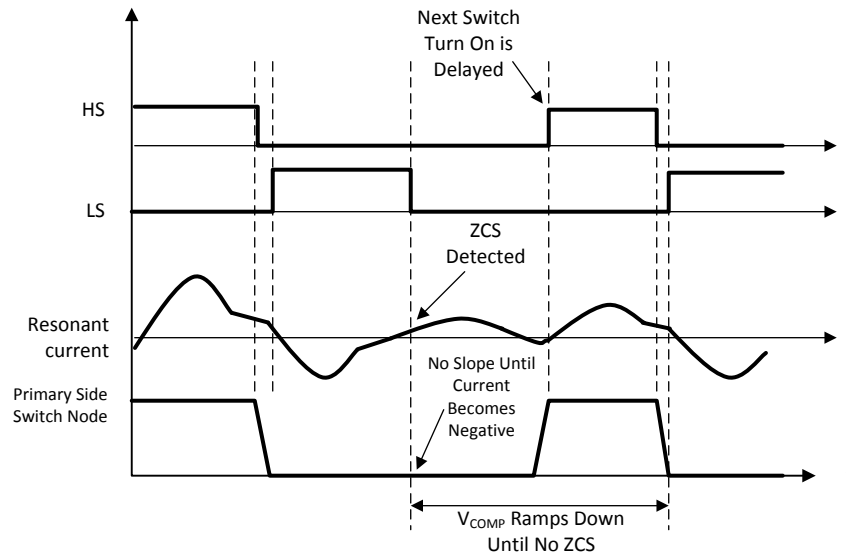 Next Switch
Turn On is
Delayed
HS
LS
ZCS
Detected
Resonant
current
No Slope Until
Current
Becomes
Negative
Primary Side
Switch Node
VCOMP Ramps Down
Until No ZCS